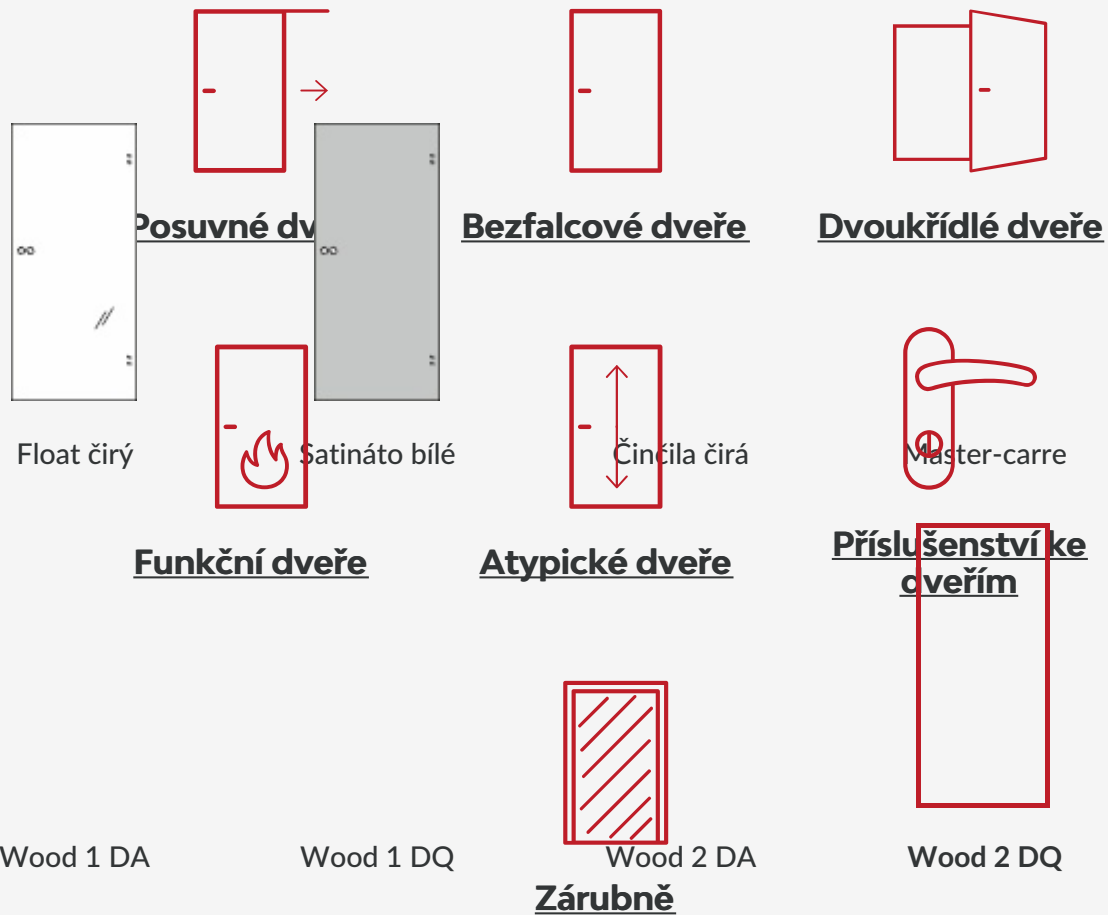 Posuvné dv
Bezfalcové dveře
Dvoukřídlé dveře
Float čirý
Satináto bílé
Činčila čirá
Master-carre
Funkční dveře
Atypické dveře
Příslušenství ke
dveřím
Wood 1 DA
Wood 1 DQ
Wood 2 DA
Wood 2 DQ
Zárubně